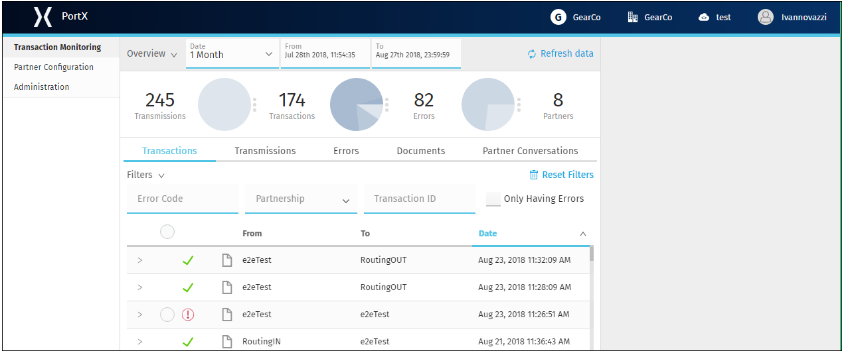 PortX
G GearCo
GearCo
test
Ivannovazzi
Transaction Monitoring
Partner Configuration
Administration
Overview
Date
1 Month
From
Jul 28th 2018, 11:54:35
To
Aug 27th 2018, 23:59:59
Refresh data
245
Transmissions
174
Transactions
82
Errors
8
Partners
Transactions Transmissions Errors Documents Partner Conversations
Filters
Reset Filters
Error Code Partnership Transaction ID Only Having Errors
From To Date
e2eTest RoutingOUT Aug 23, 2018 11:32:09 AM
e2eTest RoutingOUT Aug 23, 2018 11:28:09 AM
e2eTest e2eTest Aug 23, 2018 11:26:51 AM
RoutingIN e2eTest Aug 21, 2018 11:36:43 AM